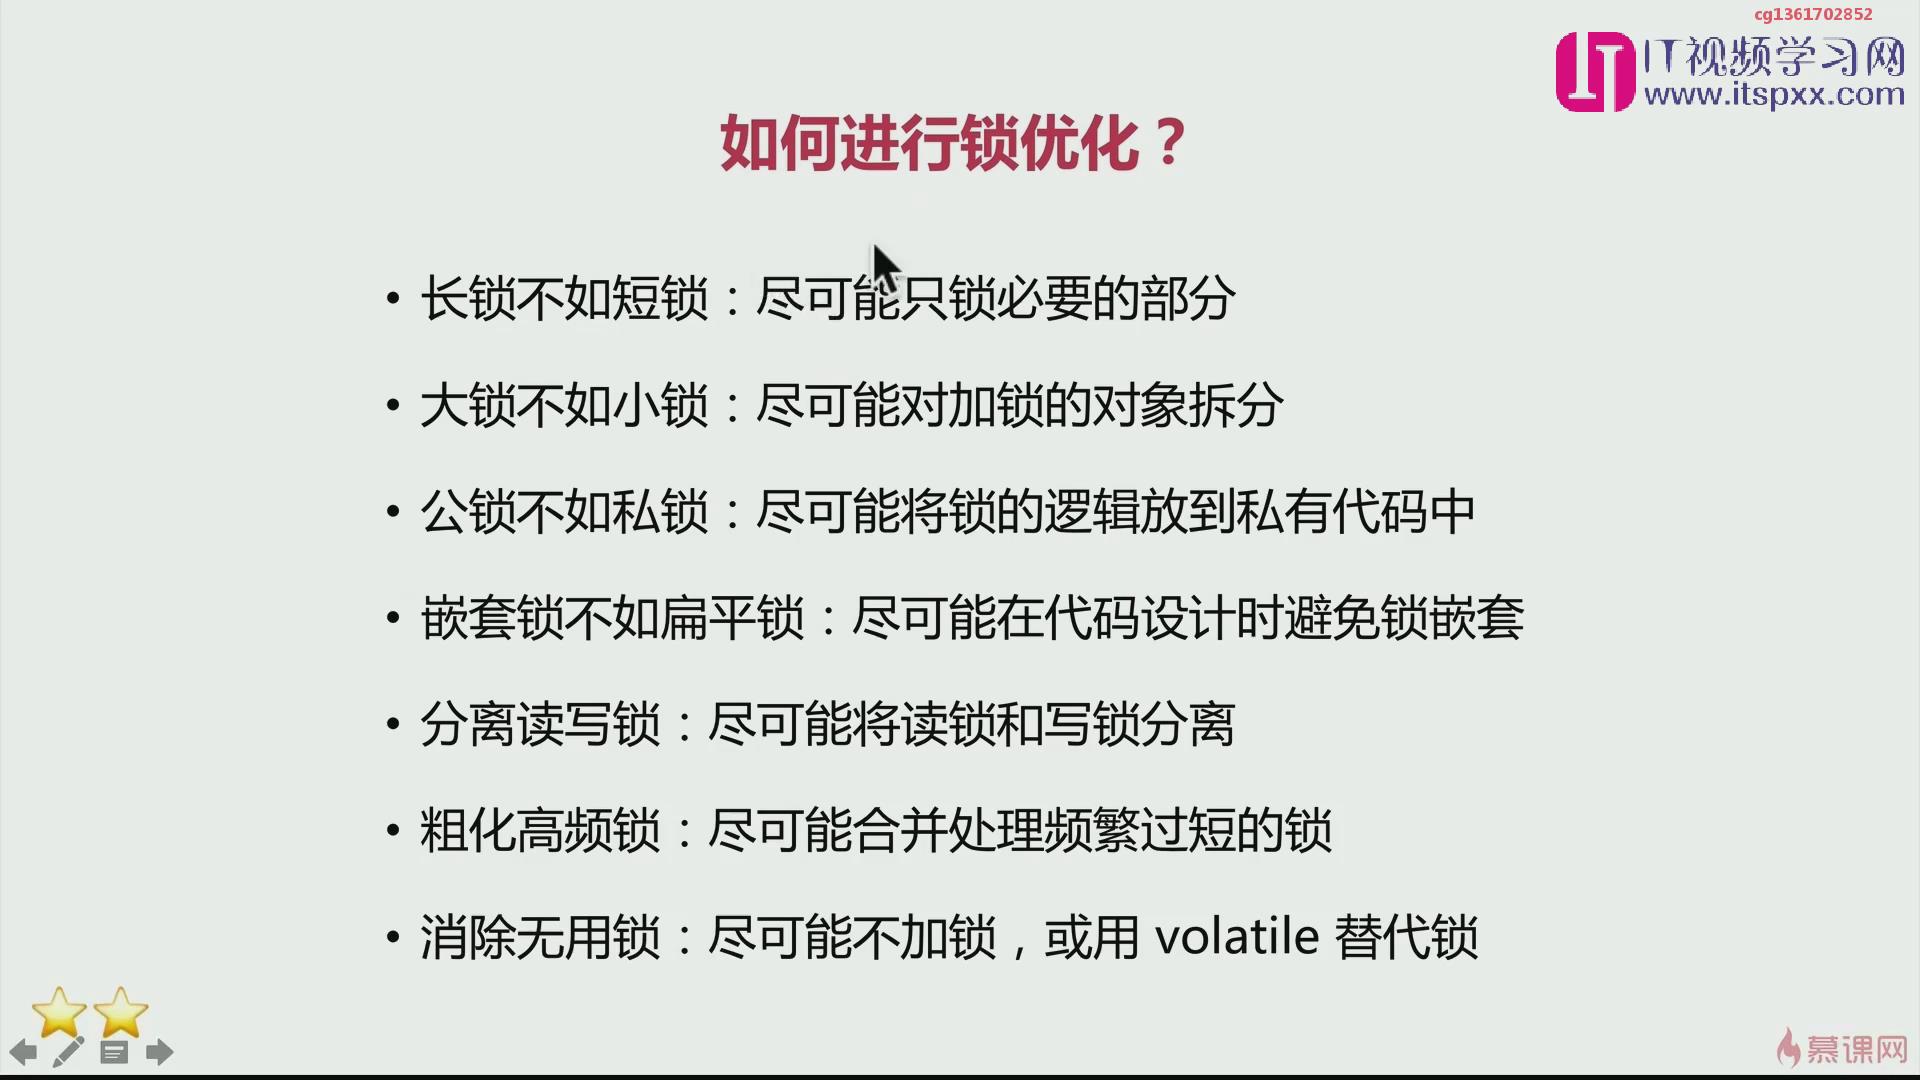 cg1361702852
IT视频学习网
www.itspxx.com
如何进行锁优化？
• 长锁不如短锁：尽可能只锁必要的部分
• 大锁不如小锁：尽可能对加锁的对象拆分
• 公锁不如私锁：尽可能将锁的逻辑放到私有代码中
• 嵌套锁不如扁平锁：尽可能在代码设计时避免锁嵌套
• 分离读写锁：尽可能将读锁和写锁分离
• 粗化高频锁：尽可能合并处理频繁过短的锁
• 消除无用锁：尽可能不加锁，或用 volatile 替代锁
慕课网